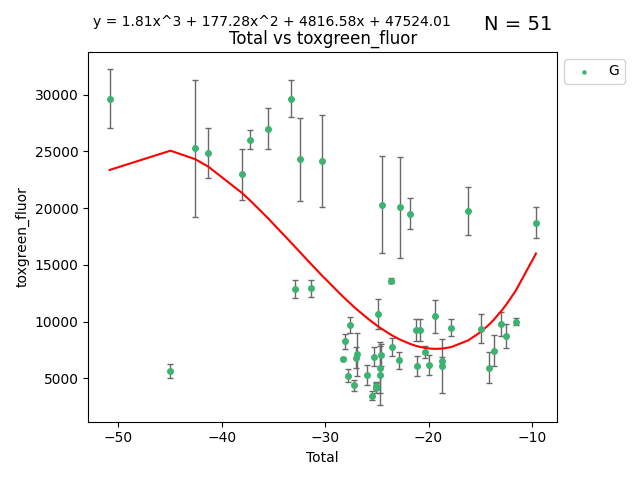 y = 1.81x^3 + 177.28x^2 + 4816.58x + 47524.01
N = 51
Total vs toxgreen_fluor
G
toxgreen_fluor
30000
25000
20000
15000
10000
5000
−50
−40
−30
−20
−10
Total